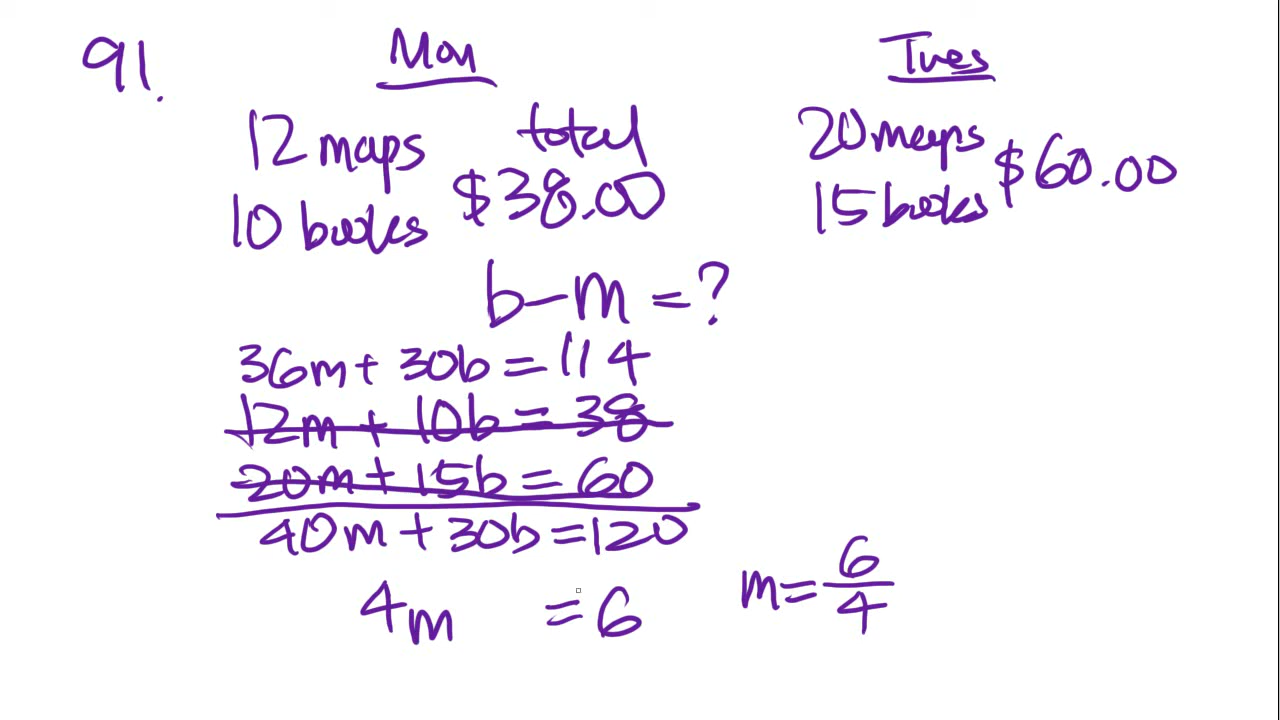 91.
Mon
Tues
12 maps total
10 books $38.00
20 maps
15 books $60.00
b-m=?
36m+30b=114
12m+10b=38
20m+15b=60
40m+30b=120
4m =6
m=6/4